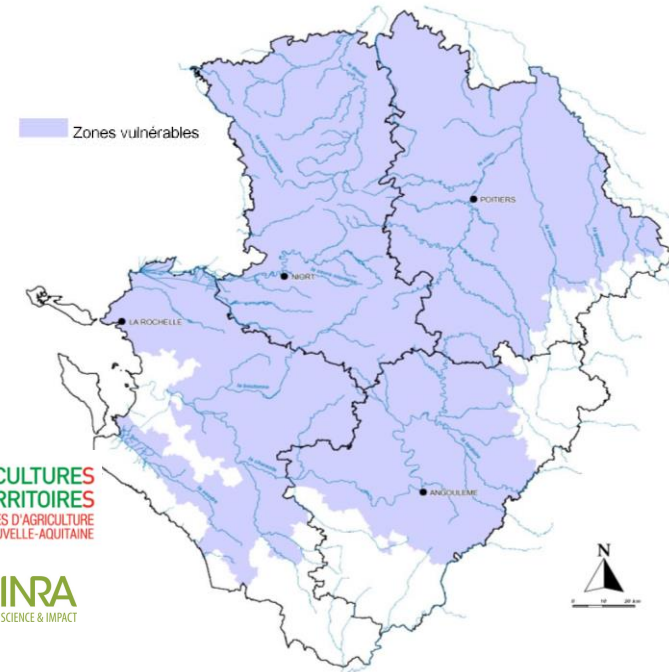 Zones vulnérables
POITIERS
NIORT
LA ROCHELLE
ANGOULEME
CULTURES
RRITOIRES
ES D'AGRICULTURE
UVELLE-AQUITAINE
INRA
SCIENCE & IMPACT
N
0 10 20 km